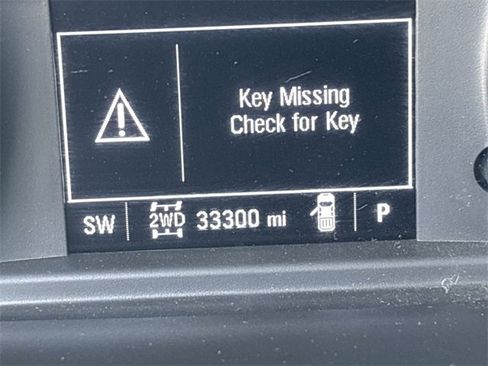 Key Missing
Check for Key
SW 2WD 33300 mi P